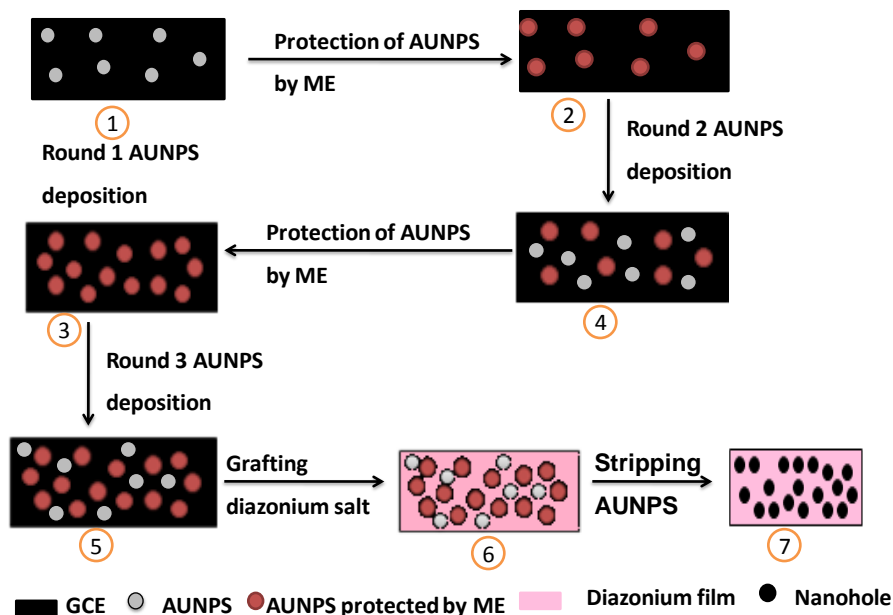 Protection of AUNPS
by ME
1
2
Round 1 AUNPS
deposition
Round 2 AUNPS
deposition
Protection of AUNPS
by ME
3
4
Round 3 AUNPS
deposition
Grafting
diazonium salt
Stripping
AUNPS
5
6
7
GCE AUNPS AUNPS protected by ME Diazonium film Nanohole